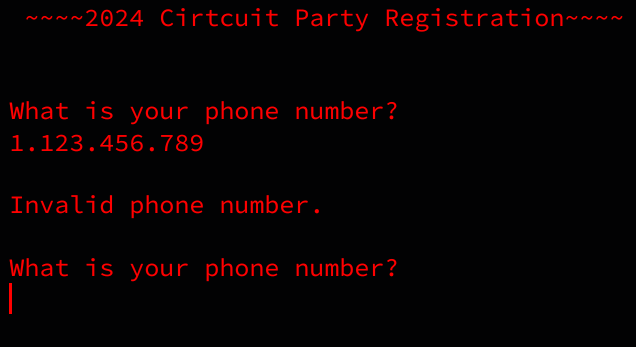 ~~~~2024 Cirtcuit Party Registration~~~~
What is your phone number?
1.123.456.789
Invalid phone number.
What is your phone number?